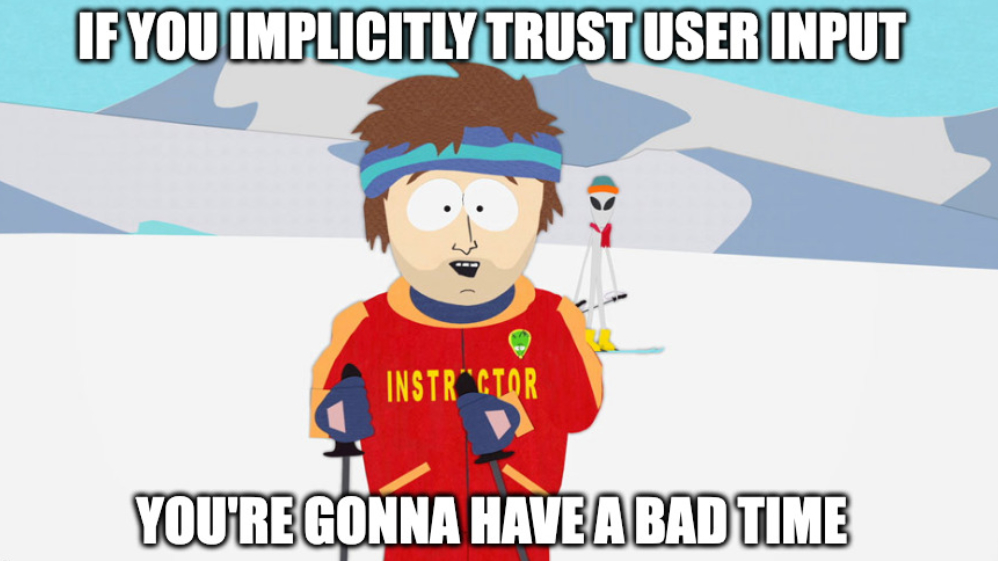 IF YOU IMPLICITLY TRUST USER INPUT
INSTRUCTOR
YOU'RE GONNA HAVE A BAD TIME